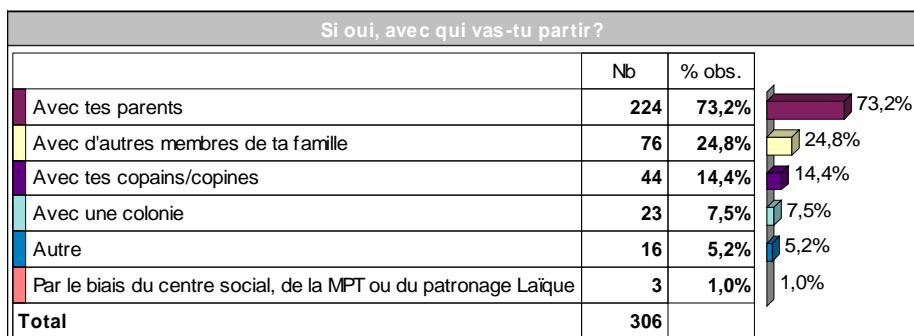 Si oui, avec qui vas-tu partir?
Nb % obs.
Avec tes parents 224 73,2% 73,2%
Avec d'autres membres de ta famille 76 24,8% 24,8%
Avec tes copains/copines 44 14,4% 14,4%
Avec une colonie 23 7,5% 7,5%
Autre 16 5,2% 5,2%
Par le biais du centre social, de la MPT ou du patronage Laïque 3 1,0% 1,0%
Total 306